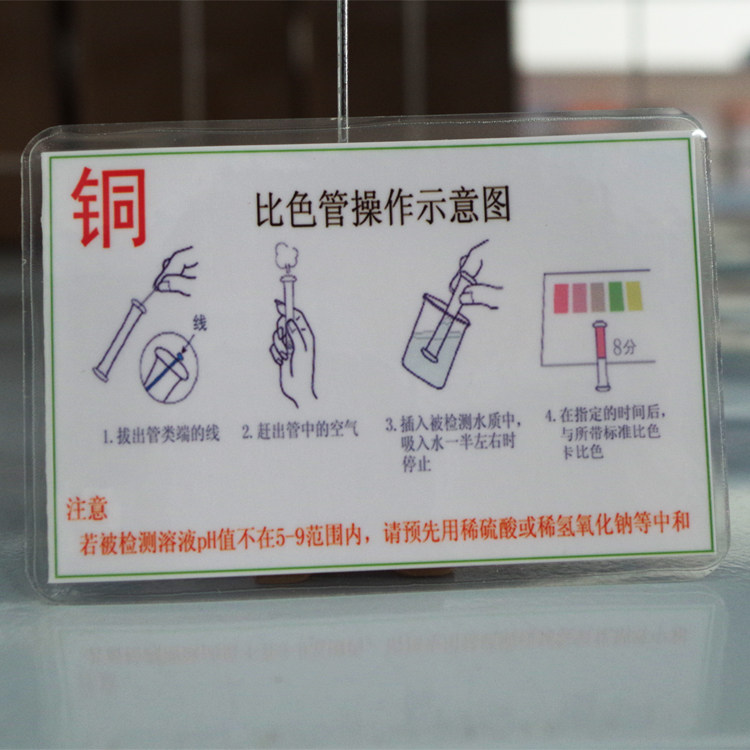 铜
比色管操作示意图
线
8分
1.拔出管类端的线
2.赶出管中的空气
3.插入被检测水质中,
吸入水一半左右时
停止
4.在指定的时间后,
与所带标准比色
卡比色
注意
若被检测溶液pH值不在5-9范围内，请预先用稀硫酸或稀氢氧化钠等中和